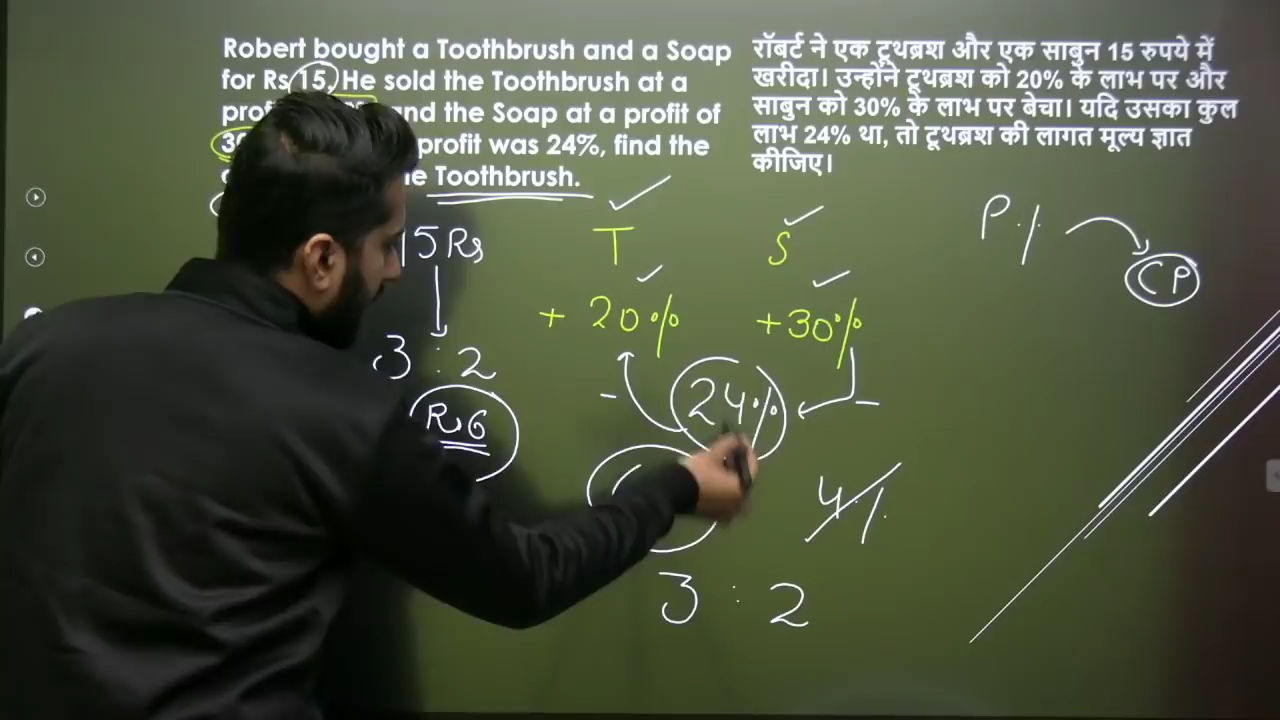 Robert bought a Toothbrush and a Soap
for Rs 15. He sold the Toothbrush at a
and the Soap at a profit of
profit was 24%, find the
Toothbrush.
रॉबर्ट ने एक टूथब्रश और एक साबुन 15 रुपये में
खरीदा। उन्होंने टूथब्रश को 20% के लाभ पर और
साबुन को 30% के लाभ पर बेचा। यदि उसका कुल
लाभ 24% था, तो टूथब्रश की लागत मूल्य ज्ञात
कीजिए।
P% CP
15 Rs T S
+ 20% +30%
3 : 2
24%
Rs 6
4%
3 : 2